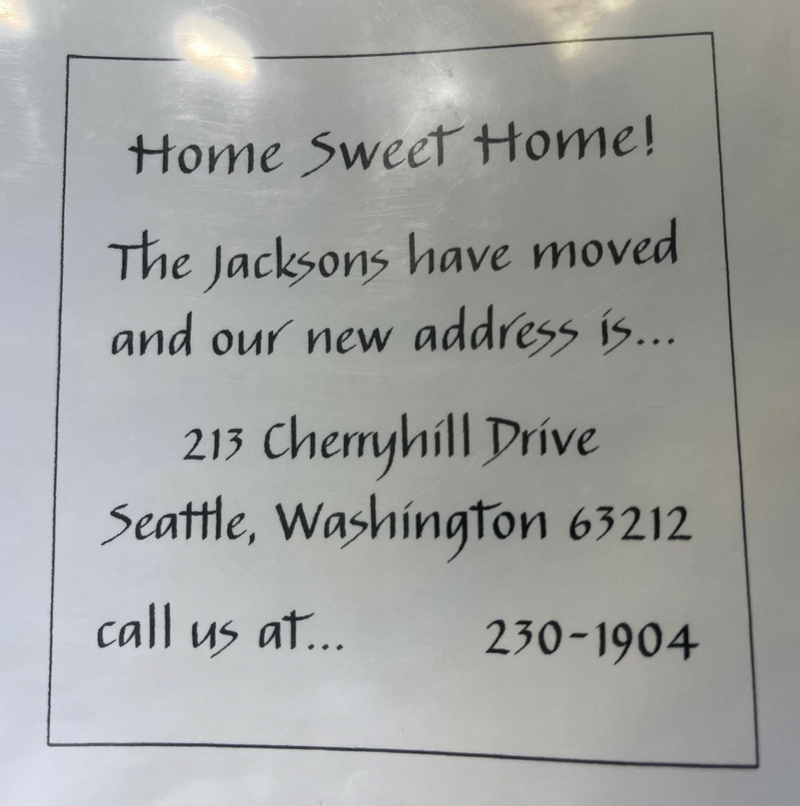 Home Sweet Home!
The Jacksons have moved
and our new address is...
213 Cherryhill Drive
Seattle, Washington 63212
call us at... 230-1904